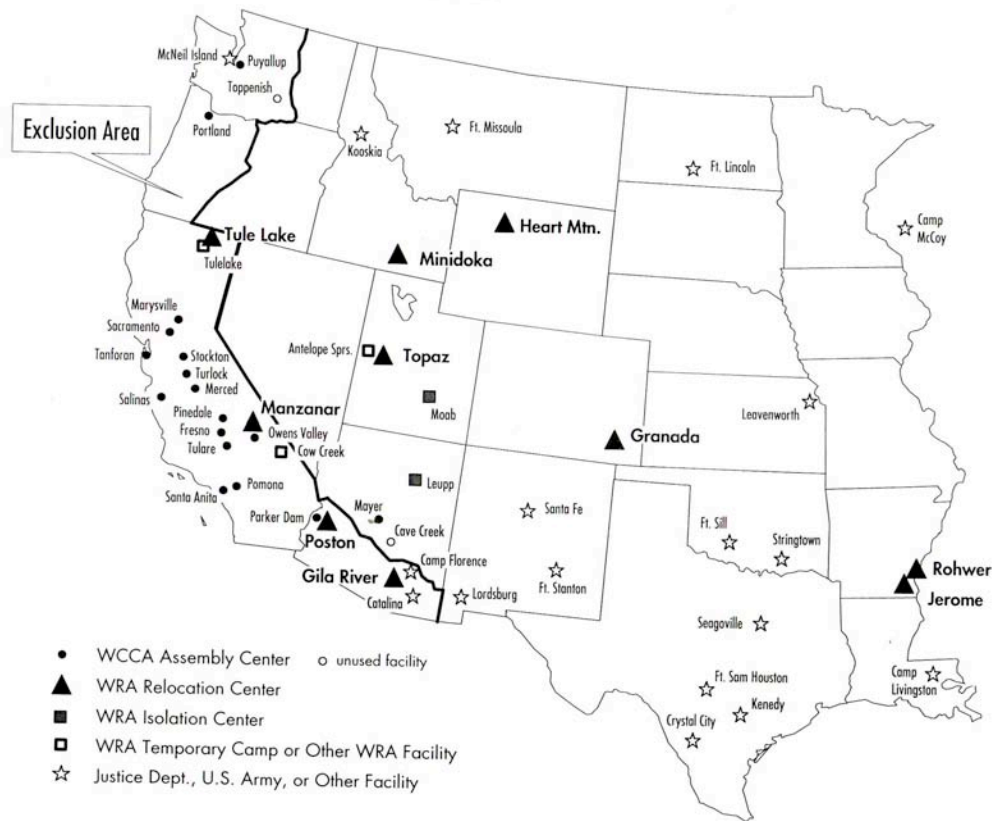 McNeil Island
Puyallup
Toppenish
Exclusion Area
Portland
Kooskia
Ft. Missoula
Ft. Lincoln
Camp
McCoy
Tule Lake
Tulelake
Minidoka
Heart Mtn.
Marysville
Sacramento
Tanforan
Stockton
Turlock
Merced
Salinas
Pinedale
Fresno
Tulare
Manzanar
Owens Valley
Cow Creek
Antelope Sprs.
Topaz
Moab
Granada
Leavenworth
Santa Anita
Pomona
Parker Dam
Poston
Mayer
Cave Creek
Leupp
Santa Fe
Ft. Sill
Stringtown
Camp Florence
Gila River
Catalina
Lordsburg
Ft. Stanton
Rohwer
Jerome
Seagoville
Ft. Sam Houston
Kenedy
Crystal City
Camp
Livingston
WCCA Assembly Center
unused facility
WRA Relocation Center
WRA Isolation Center
WRA Temporary Camp or Other WRA Facility
Justice Dept., U.S. Army, or Other Facility